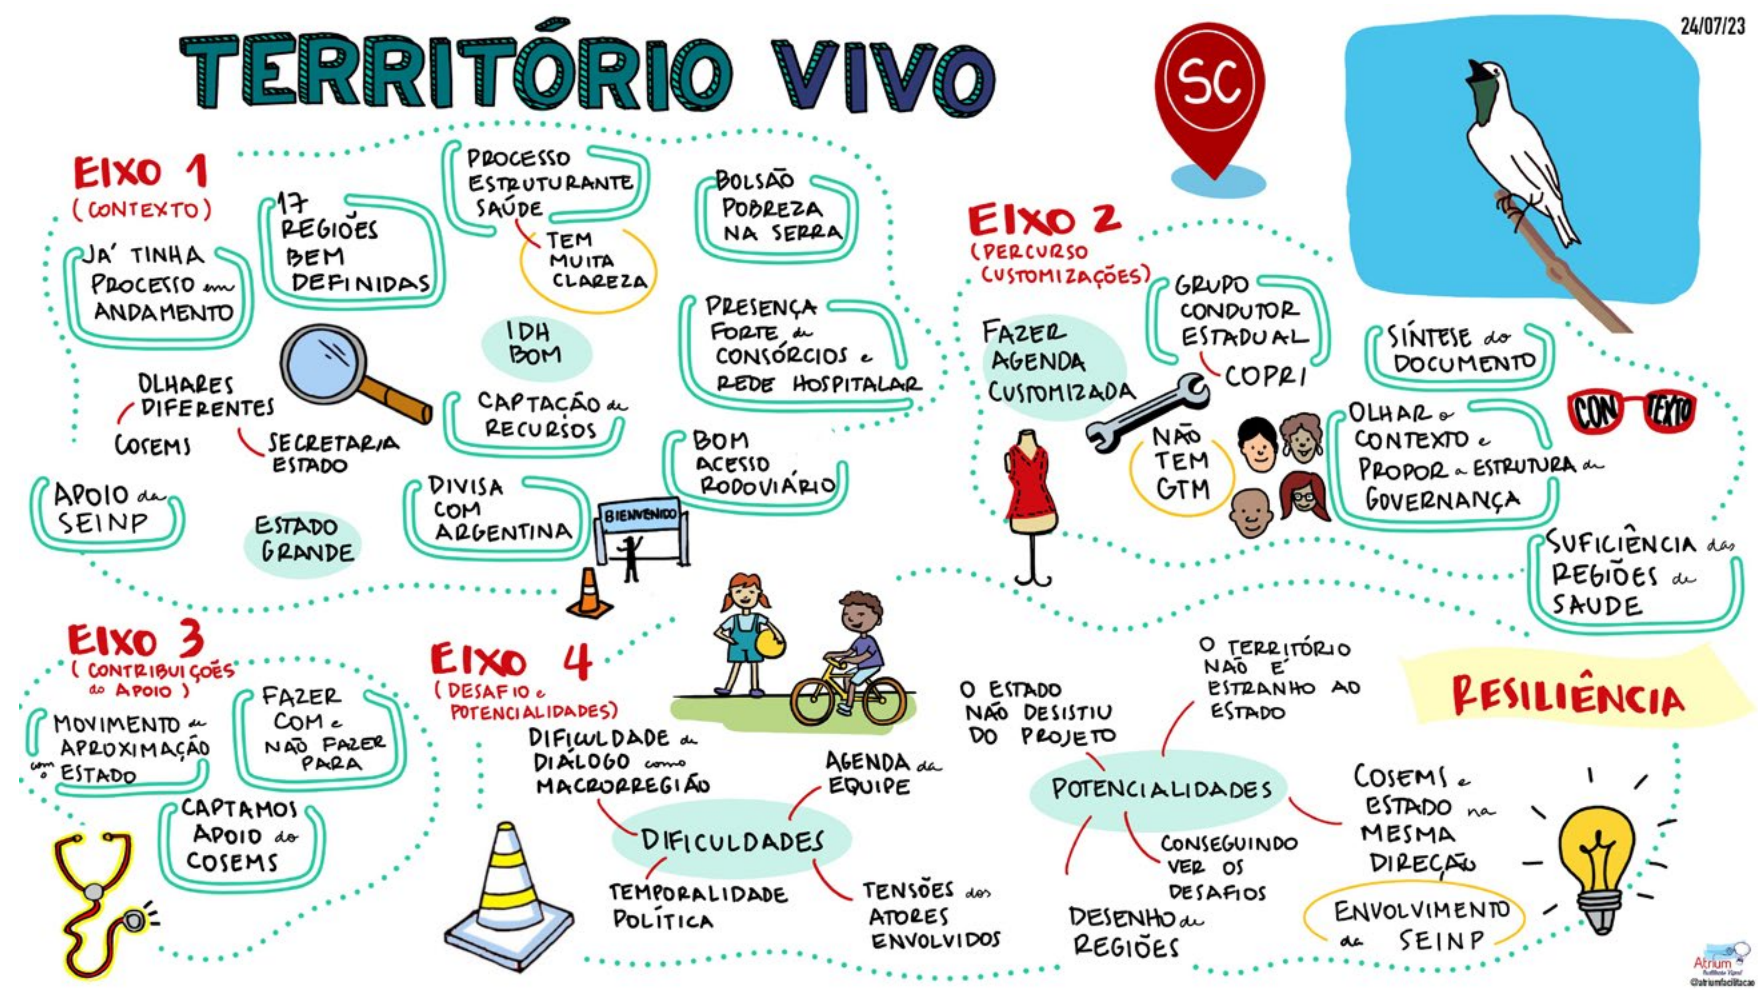 24/07/23
TERRITÓRIO VIVO
SC
EIXO 1
(CONTEXTO)
JÁ TINHA
PROCESSO em
ANDAMENTO
17
REGIÕES
BEM
DEFINIDAS
PROCESSO
ESTRUTURANTE
SAÚDE
TEM
MUITA
CLAREZA
BOLSÃO
POBREZA
NA SERRA
IDH
BOM
PRESENÇA
FORTE de
CONSÓRCIOS e
REDE HOSPITALAR
OLHARES
DIFERENTES
COSEMS
SECRETARIA
ESTADO
CAPTAÇÃO de
RECURSOS
BOM
ACESSO
RODOVIÁRIO
APOIO da
SEINP
ESTADO
GRANDE
DIVISA
COM
ARGENTINA
BIENVENIDO
EIXO 2
(PERCURSO
CUSTOMIZAÇÕES)
FAZER
AGENDA
CUSTOMIZADA
GRUPO
CONDUTOR
ESTADUAL
COPRI
NÃO
TEM
GTM
SÍNTESE do
DOCUMENTO
OLHAR o
CONTEXTO e
PROPOR a ESTRUTURA de
GOVERNANÇA
CON TEXTO
SUFICIÊNCIA das
REGIÕES de
SAUDE
EIXO 3
(CONTRIBUIÇÕES
do APOIO)
MOVIMENTO de
APROXIMAÇÃO
com o ESTADO
FAZER
COM e
NÃO FAZER
PARA
CAPTAMOS
APOIO do
COSEMS
EIXO 4
(DESAFIO e
POTENCIALIDADES)
DIFICULDADE de
DIÁLOGO como
MACRORREGIÃO
AGENDA da
EQUIPE
DIFICULDADES
TEMPORALIDADE
POLÍTICA
TENSÕES dos
ATORES
ENVOLVIDOS
O ESTADO
NÃO DESISTIU
DO PROJETO
O TERRITÓRIO
NÃO É
ESTRANHO AO
ESTADO
POTENCIALIDADES
DESENHO de
REGIÕES
CONSEGUINDO
VER OS
DESAFIOS
COSEMS e
ESTADO na
MESMA
DIREÇÃO
ENVOLVIMENTO
da SEINP
RESILIÊNCIA
Atrium
@atriumfacilitacao